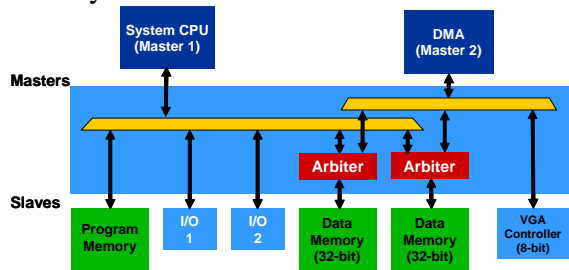 System CPU
(Master 1)
DMA
(Master 2)
Masters
Arbiter
Arbiter
Slaves
Program
Memory
I/O
1
I/O
2
Data
Memory
(32-bit)
Data
Memory
(32-bit)
VGA
Controller
(8-bit)